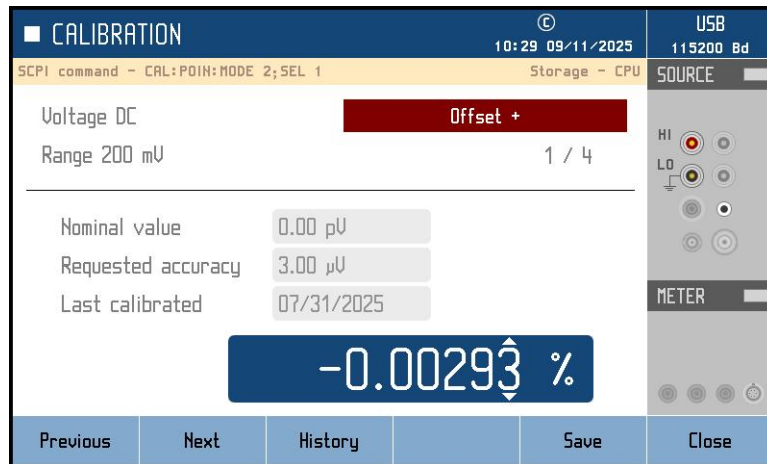 ■ CALIBRATION
©
10:29 09/11/2025
USB
115200 Bd
SCPI command - CAL:POIN:MODE 2;SEL 1
Storage - CPU
SOURCE
Voltage DC
Offset +
Range 200 mV
1 / 4
HI
LO
Nominal value
0.00 pV
Requested accuracy
3.00 µV
Last calibrated
07/31/2025
METER
-0.00293 %
Previous
Next
History
Save
Close